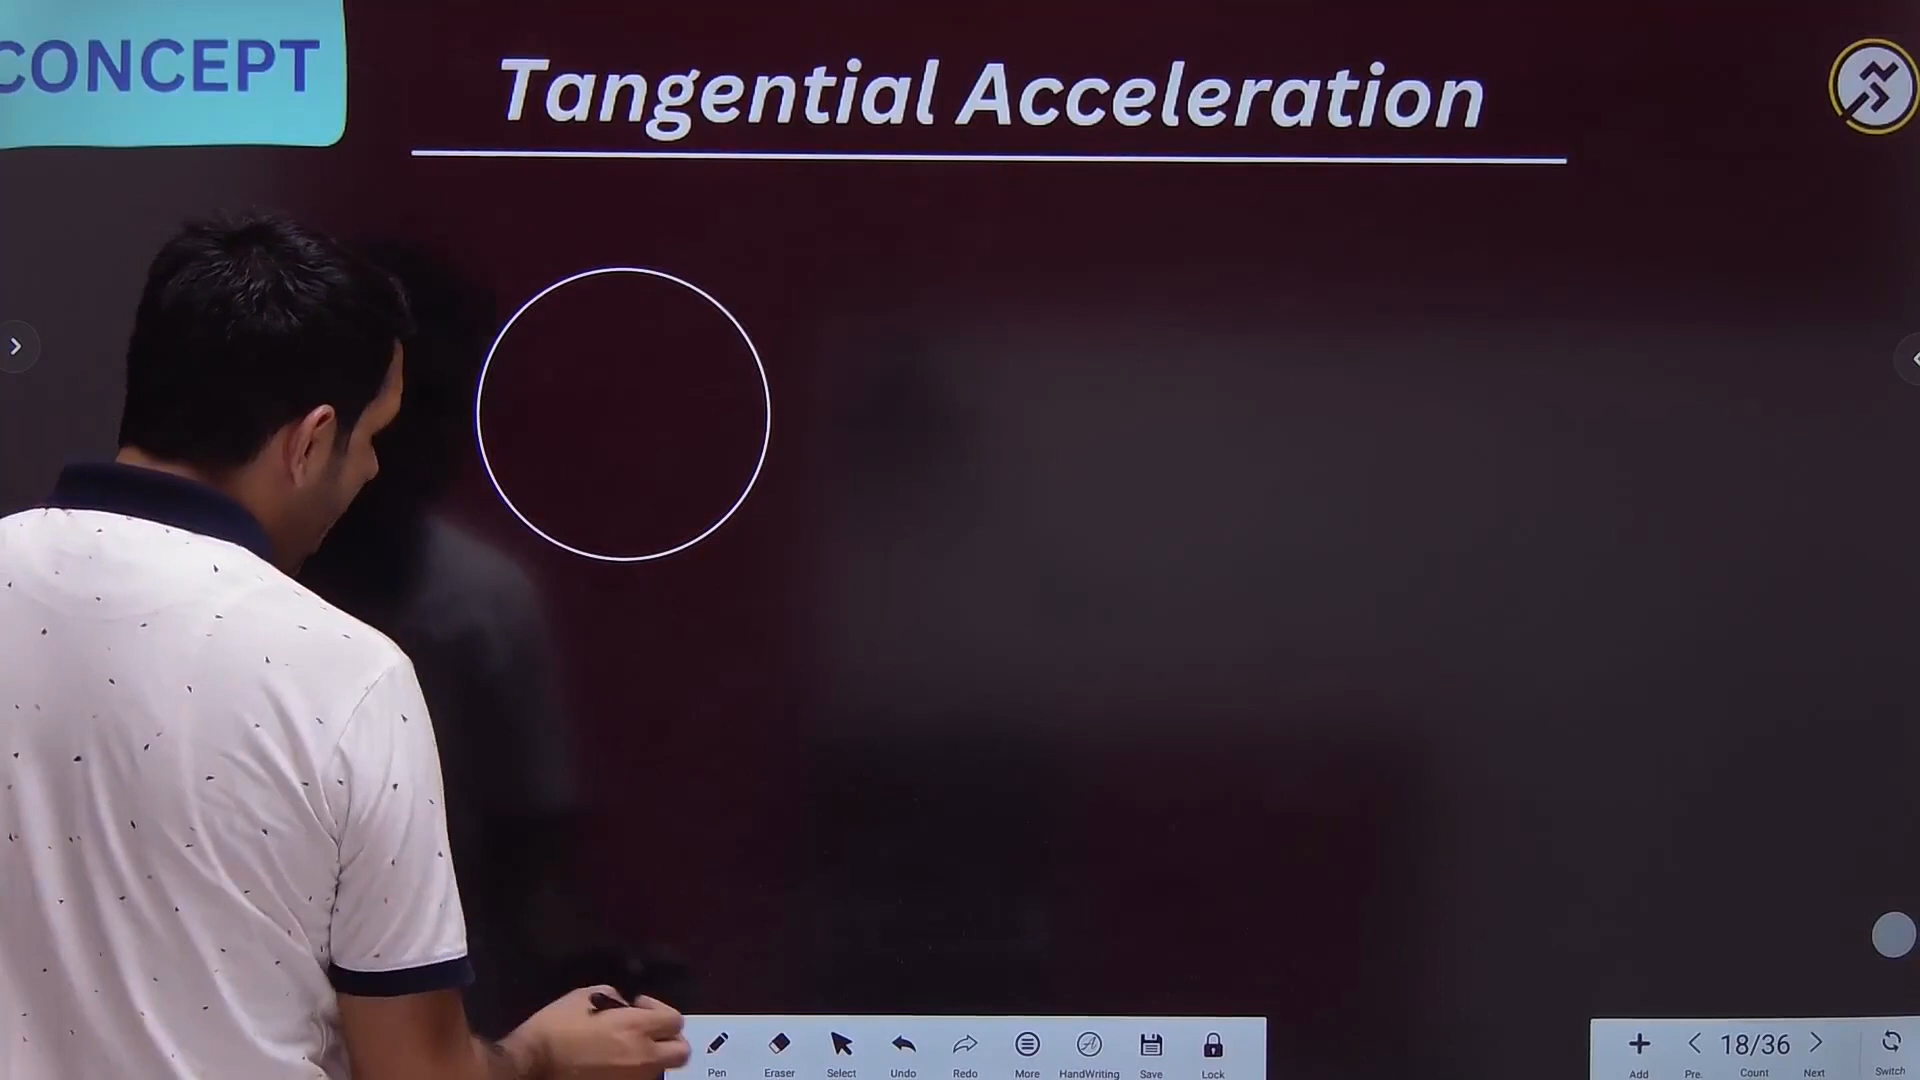 CONCEPT
Tangential Acceleration
Pen Eraser Select Undo Redo More HandWriting Save Lock
18/36
Add Pre. Count Next Switch